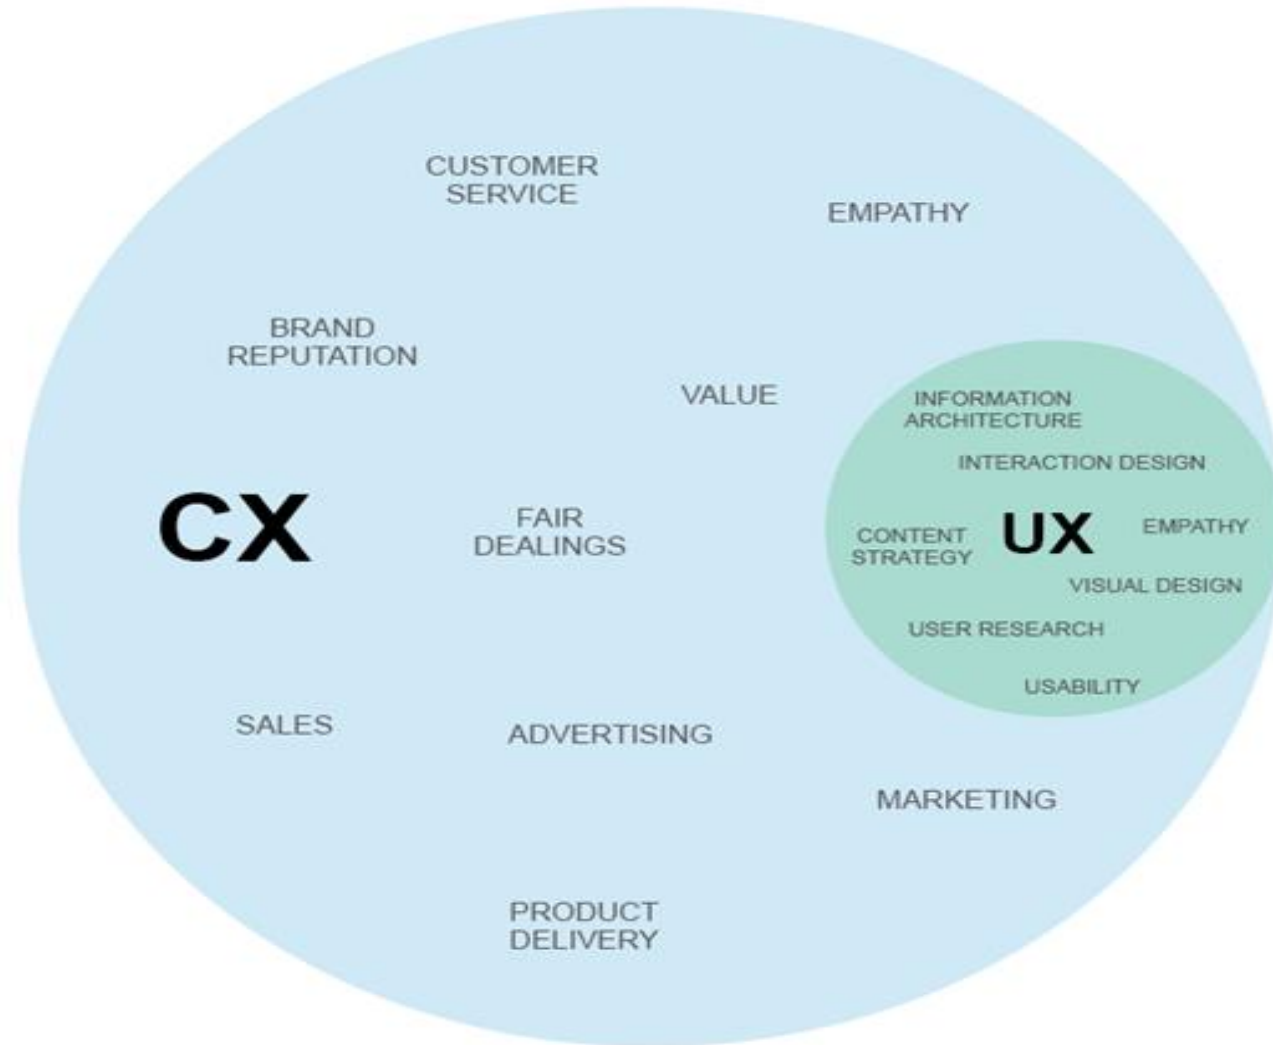 CUSTOMER
SERVICE
EMPATHY
BRAND
REPUTATION
VALUE
INFORMATION
ARCHITECTURE
INTERACTION DESIGN
CX
FAIR
DEALINGS
CONTENT
STRATEGY
UX
EMPATHY
VISUAL DESIGN
USER RESEARCH
USABILITY
SALES
ADVERTISING
MARKETING
PRODUCT
DELIVERY